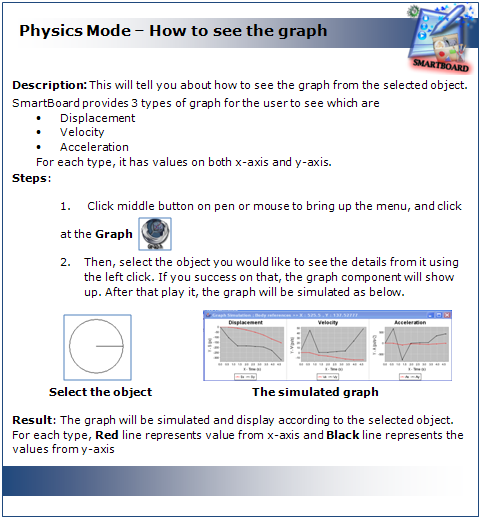 Physics Mode – How to see the graph
SMARTBOARD
Description: This will tell you about how to see the graph from the selected object.
SmartBoard provides 3 types of graph for the user to see which are
• Displacement
• Velocity
• Acceleration
For each type, it has values on both x-axis and y-axis.
Steps:
1. Click middle button on pen or mouse to bring up the menu, and click
at the Graph
2. Then, select the object you would like to see the details from it using
the left click. If you success on that, the graph component will show
up. After that play it, the graph will be simulated as below.
Displacement Velocity Acceleration
X - Time (s) X - Time (s) X - Time (s)
Select the object The simulated graph
Result: The graph will be simulated and display according to the selected object.
For each type, Red line represents value from x-axis and Black line represents the
values from y-axis